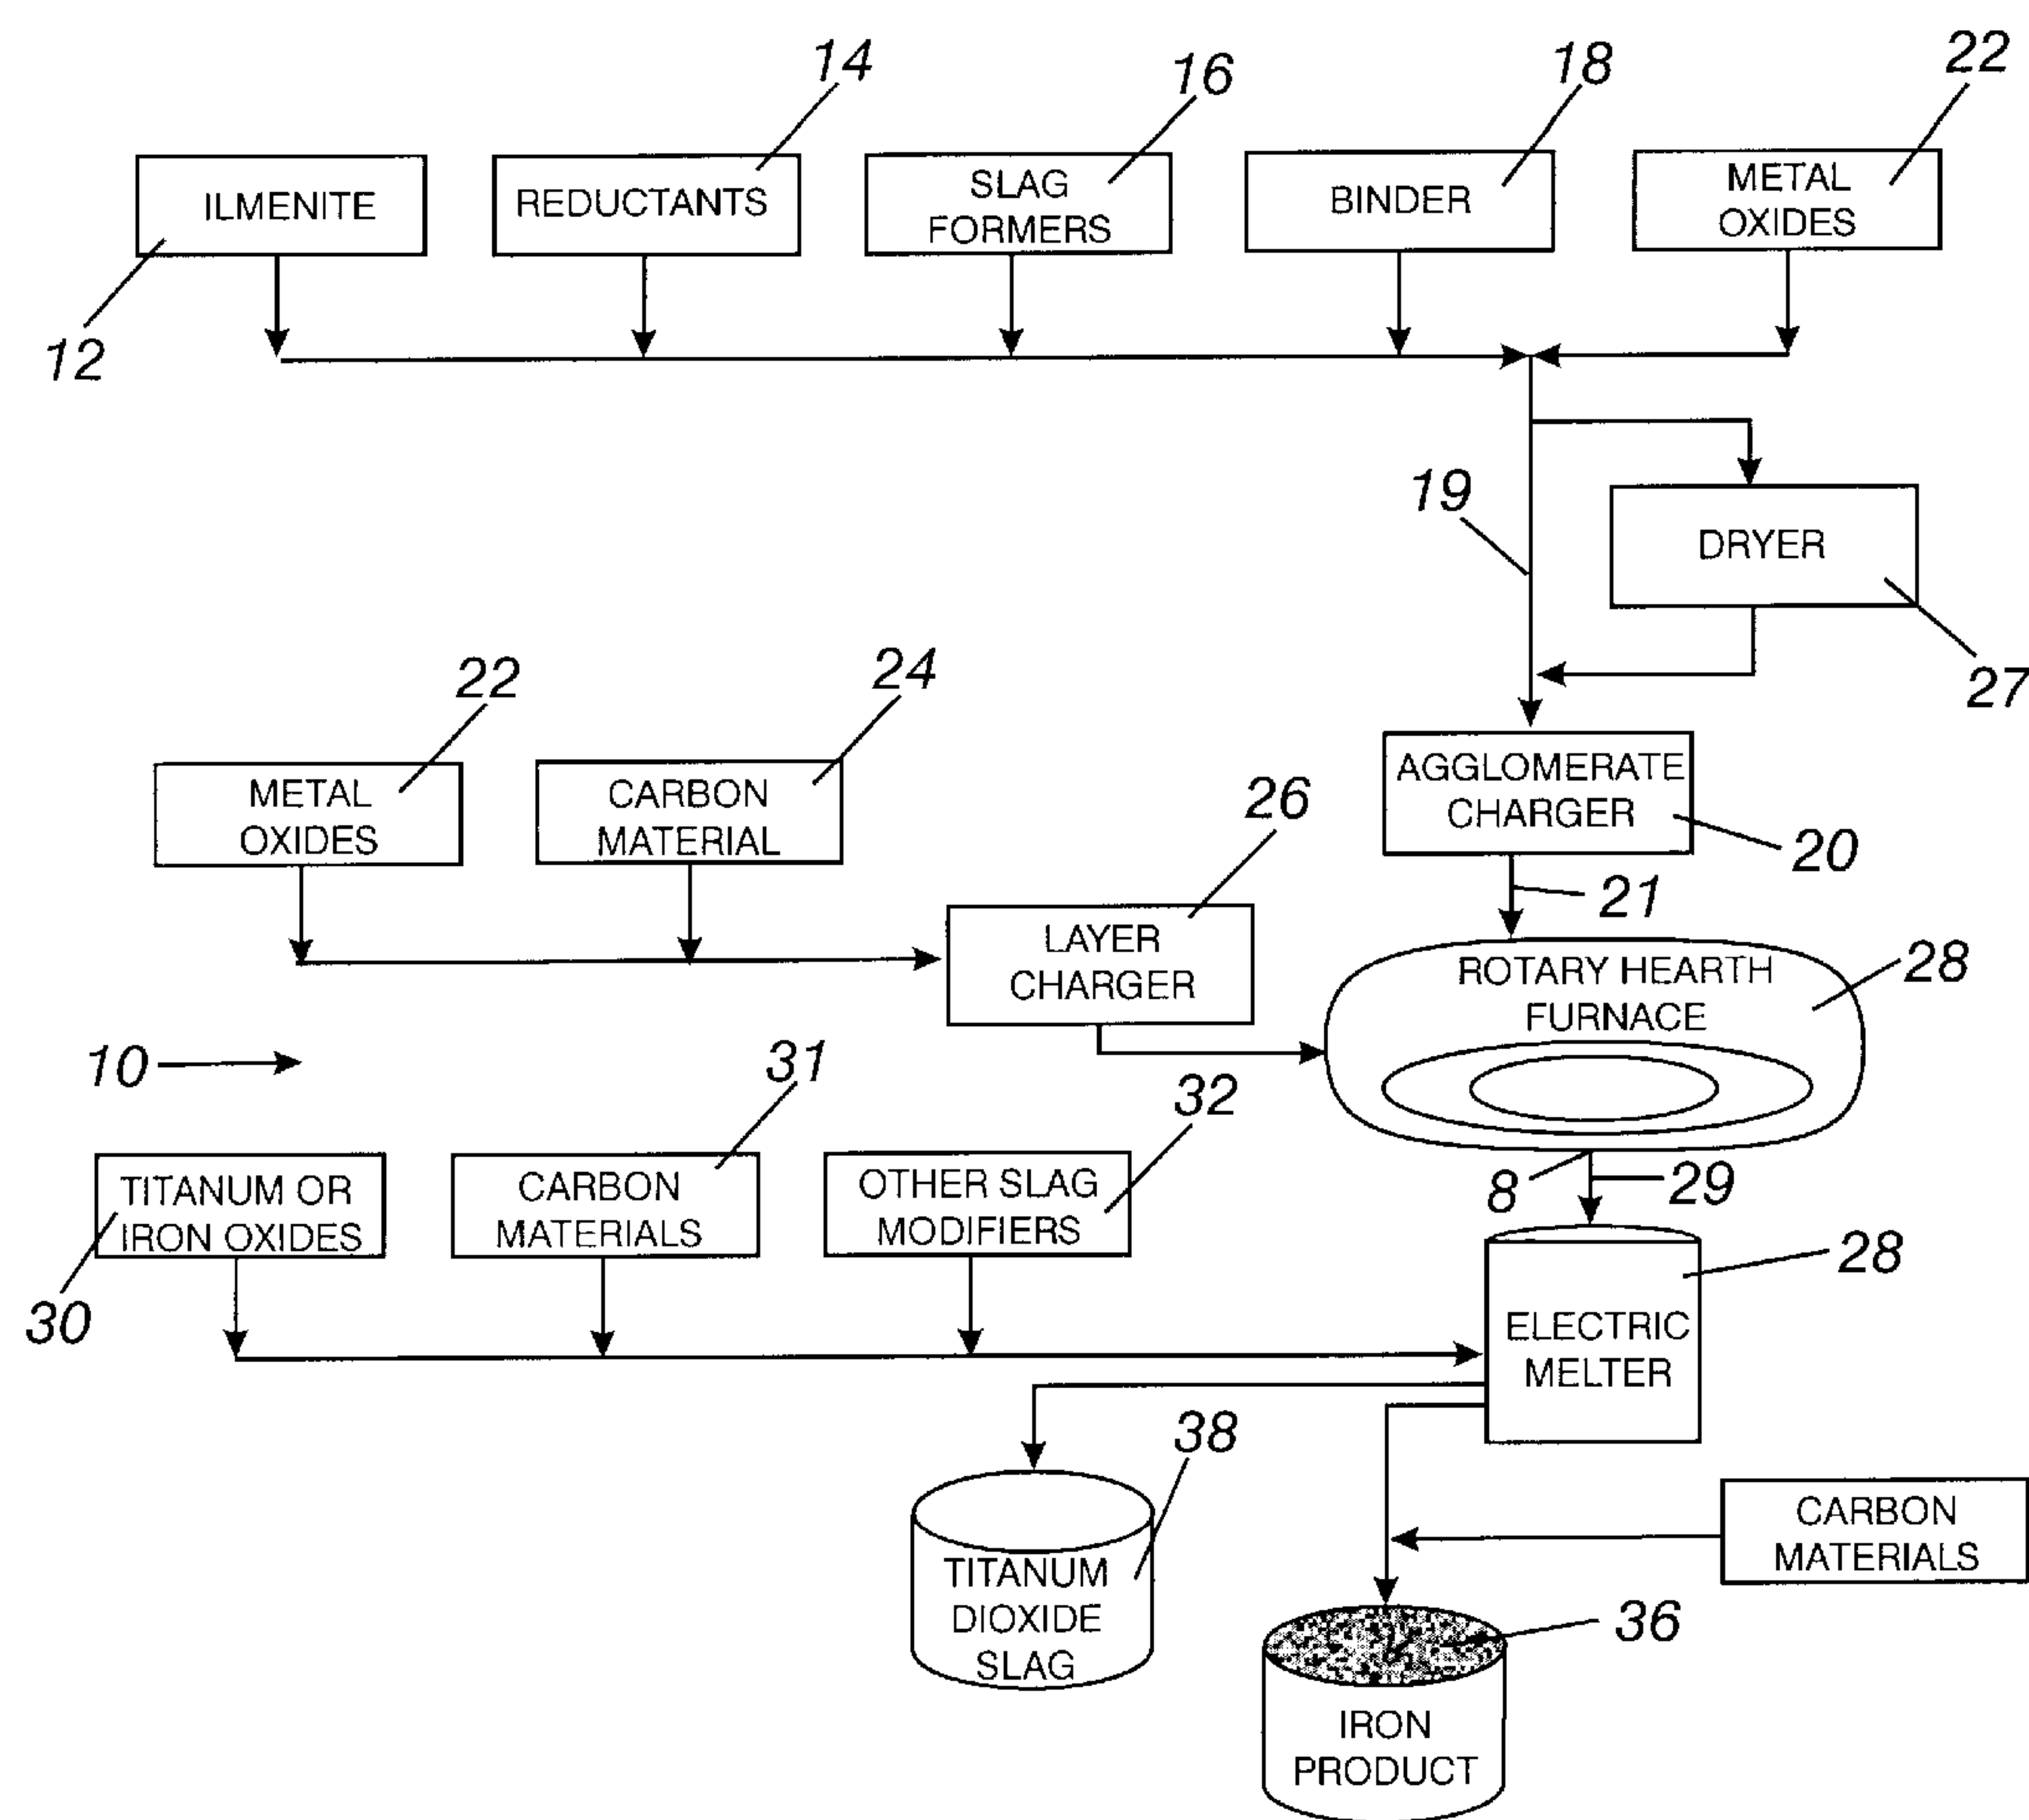 14
16
18
22
ILMENITE
REDUCTANTS
SLAG
FORMERS
BINDER
METAL
OXIDES
12
19
DRYER
27
22
24
METAL
OXIDES
CARBON
MATERIAL
26
AGGLOMERATE
CHARGER
20
21
LAYER
CHARGER
ROTARY HEARTH
FURNACE
28
10
31
32
TITANUM OR
IRON OXIDES
CARBON
MATERIALS
OTHER SLAG
MODIFIERS
8
29
30
28
ELECTRIC
MELTER
38
CARBON
MATERIALS
TITANUM
DIOXIDE
SLAG
36
IRON
PRODUCT